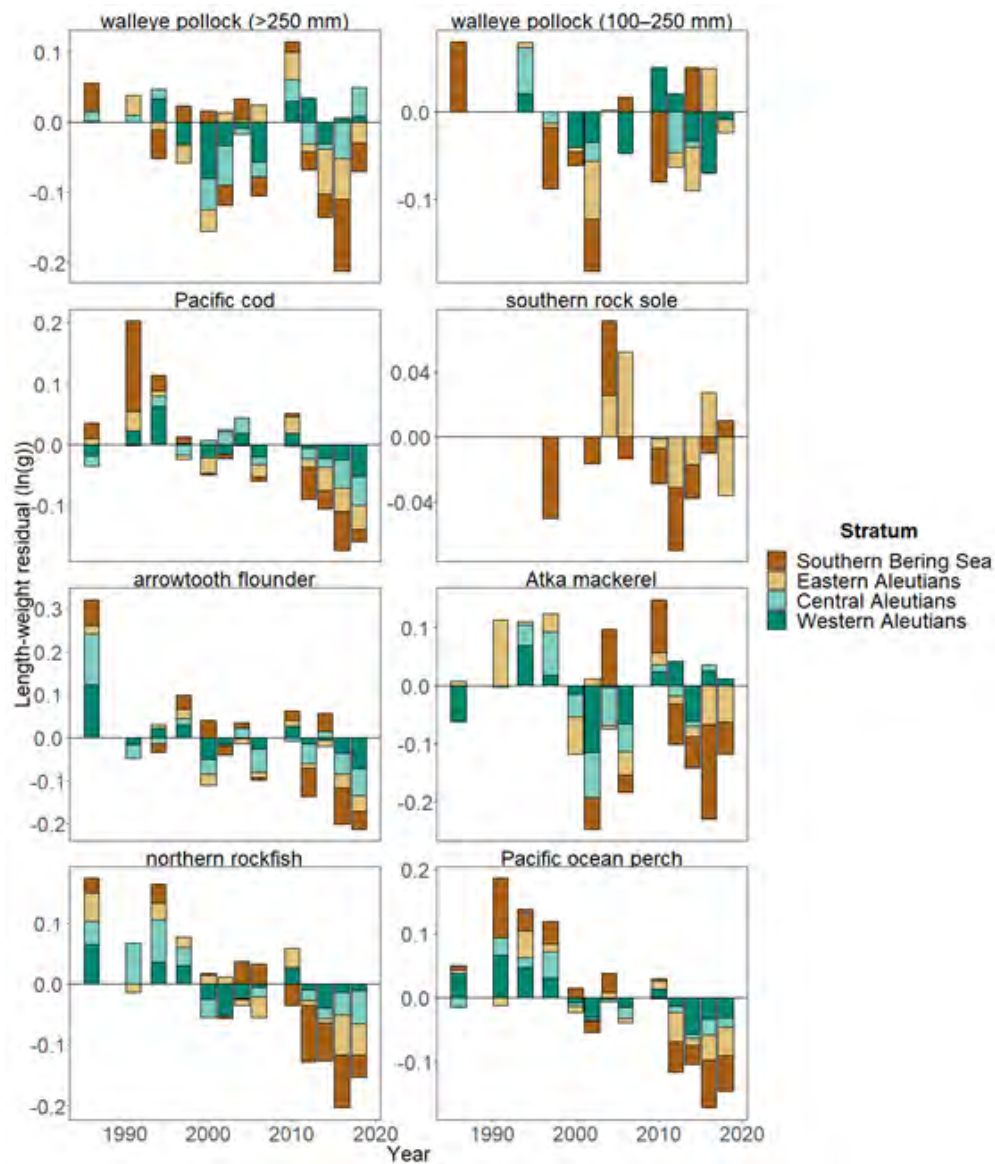 walleye pollock (>250 mm)
walleye pollock (100–250 mm)
0.1
0.0
-0.1
-0.2
0.0
-0.1
Pacific cod
southern rock sole
0.2
0.1
0.0
-0.1
0.04
0.00
-0.04
Length-weight residual (ln(g))
Stratum
Southern Bering Sea
Eastern Aleutians
Central Aleutians
Western Aleutians
arrowtooth flounder
Atka mackerel
0.3
0.2
0.1
0.0
-0.1
-0.2
0.1
0.0
-0.1
-0.2
northern rockfish
Pacific ocean perch
0.1
0.0
-0.1
-0.2
0.2
0.1
0.0
-0.1
1990 2000 2010 2020
1990 2000 2010 2020
Year